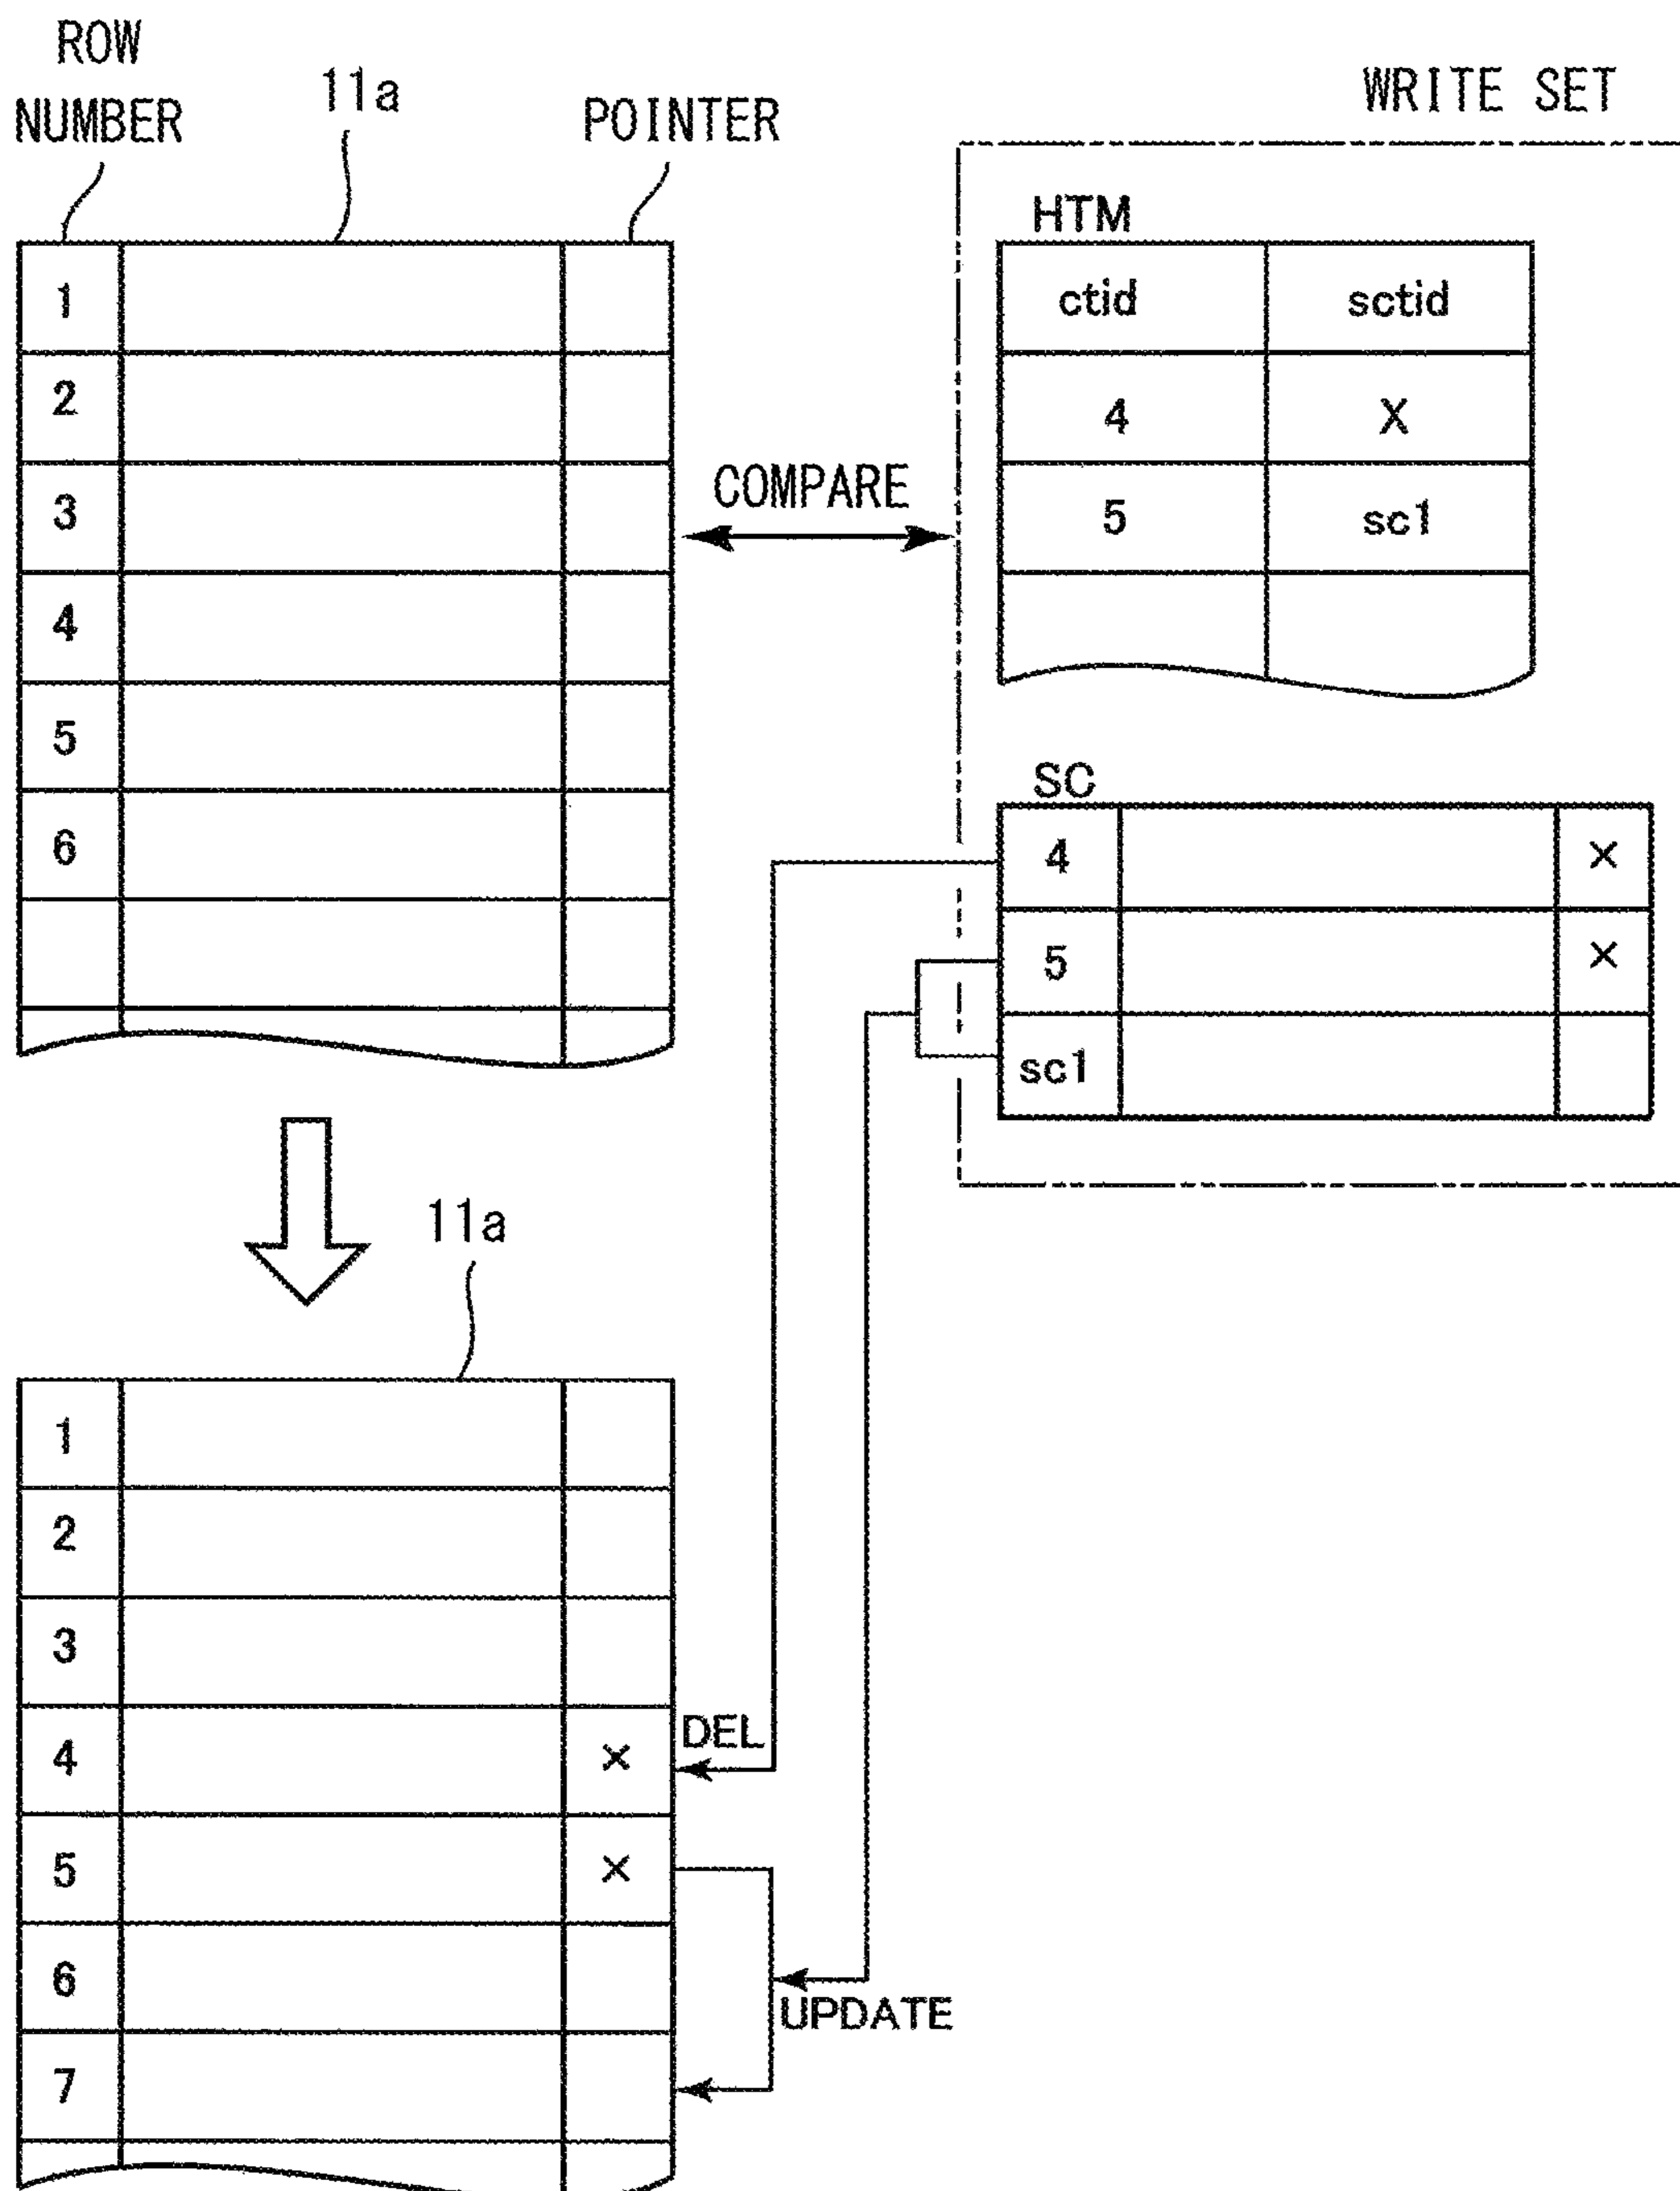 ROW
NUMBER
11a
POINTER
1
2
3
4
5
6
COMPARE
WRITE SET
HTM
ctid sctid
4 X
5 sc1
SC
4 ×
5 ×
sc1
11a
1
2
3
4 ×
5 ×
6
7
DEL
UPDATE